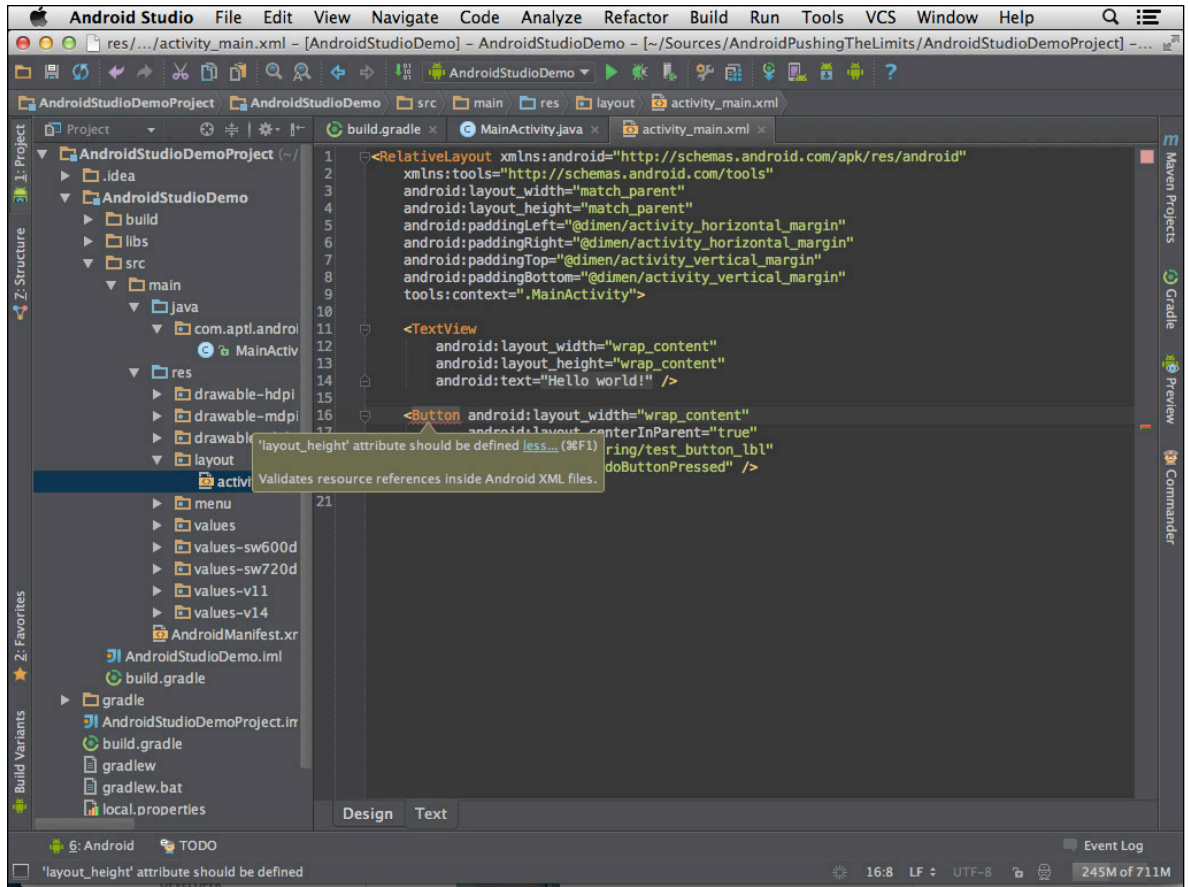 Android Studio File Edit View Navigate Code Analyze Refactor Build Run Tools VCS Window Help
res/.../activity_main.xml – [AndroidStudioDemo] – AndroidStudioDemo – [~/Sources/AndroidPushingTheLimits/AndroidStudioDemoProject] –...
AndroidStudioDemo
AndroidStudioDemoProject AndroidStudioDemo src main res layout activity_main.xml
Project
build.gradle MainActivity.java activity_main.xml
1: Project
Z: Structure
2: Favorites
Build Variants
AndroidStudioDemoProject (~/
.idea
AndroidStudioDemo
build
libs
src
main
java
com.aptl.androi
MainActiv
res
drawable-hdpi
drawable-mdpi
drawable
layout
activi
menu
values
values-sw600d
values-sw720d
values-v11
values-v14
AndroidManifest.xr
AndroidStudioDemo.iml
build.gradle
gradle
AndroidStudioDemoProject.im
build.gradle
gradlew
gradlew.bat
local.properties
1 <RelativeLayout xmlns:android="http://schemas.android.com/apk/res/android"
2 xmlns:tools="http://schemas.android.com/tools"
3 android:layout_width="match_parent"
4 android:layout_height="match_parent"
5 android:paddingLeft="@dimen/activity_horizontal_margin"
6 android:paddingRight="@dimen/activity_horizontal_margin"
7 android:paddingTop="@dimen/activity_vertical_margin"
8 android:paddingBottom="@dimen/activity_vertical_margin"
9 tools:context=".MainActivity">
10
11 <TextView
12 android:layout_width="wrap_content"
13 android:layout_height="wrap_content"
14 android:text="Hello world!" />
15
16 <Button android:layout_width="wrap_content"
17 android:layout_centerInParent="true"
ring/test_button_lbl"
doButtonPressed" />
21
'layout_height' attribute should be defined less... (⌘F1)
Validates resource references inside Android XML files.
Maven Projects
Gradle
Preview
Commander
Design Text
6: Android TODO Event Log
'layout_height' attribute should be defined 16:8 LF UTF-8 245M of 711M